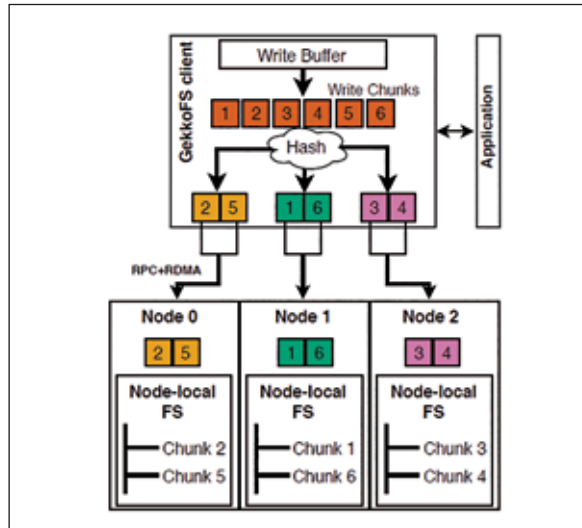 Write Buffer
GekkoFS client
Write Chunks
1 2 3 4 5 6
Hash
Application
2 5 1 6 3 4
RPC+RDMA
Node 0 Node 1 Node 2
2 5 1 6 3 4
Node-local Node-local Node-local
FS FS FS
Chunk 2 Chunk 1 Chunk 3
Chunk 5 Chunk 6 Chunk 4